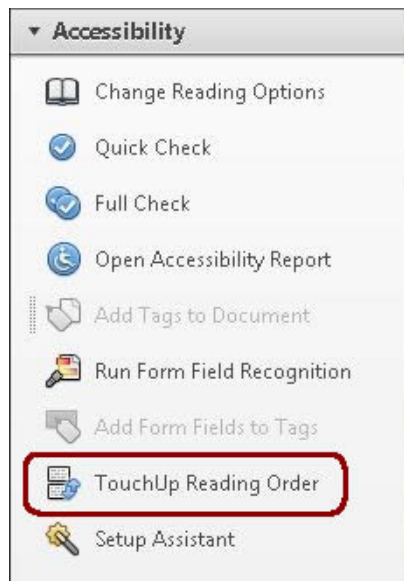 Accessibility
Change Reading Options
Quick Check
Full Check
Open Accessibility Report
Add Tags to Document
Run Form Field Recognition
Add Form Fields to Tags
TouchUp Reading Order
Setup Assistant